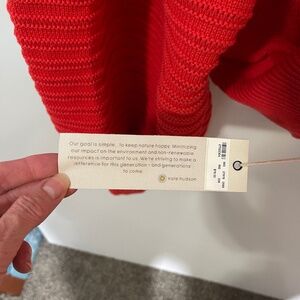 Our goal is simple...to keep nature happy. Minimizing
our impact on the environment and non-renewable
resources is important to us. We're striving to make a
difference for this generation - and generations
to come.
kate hudson